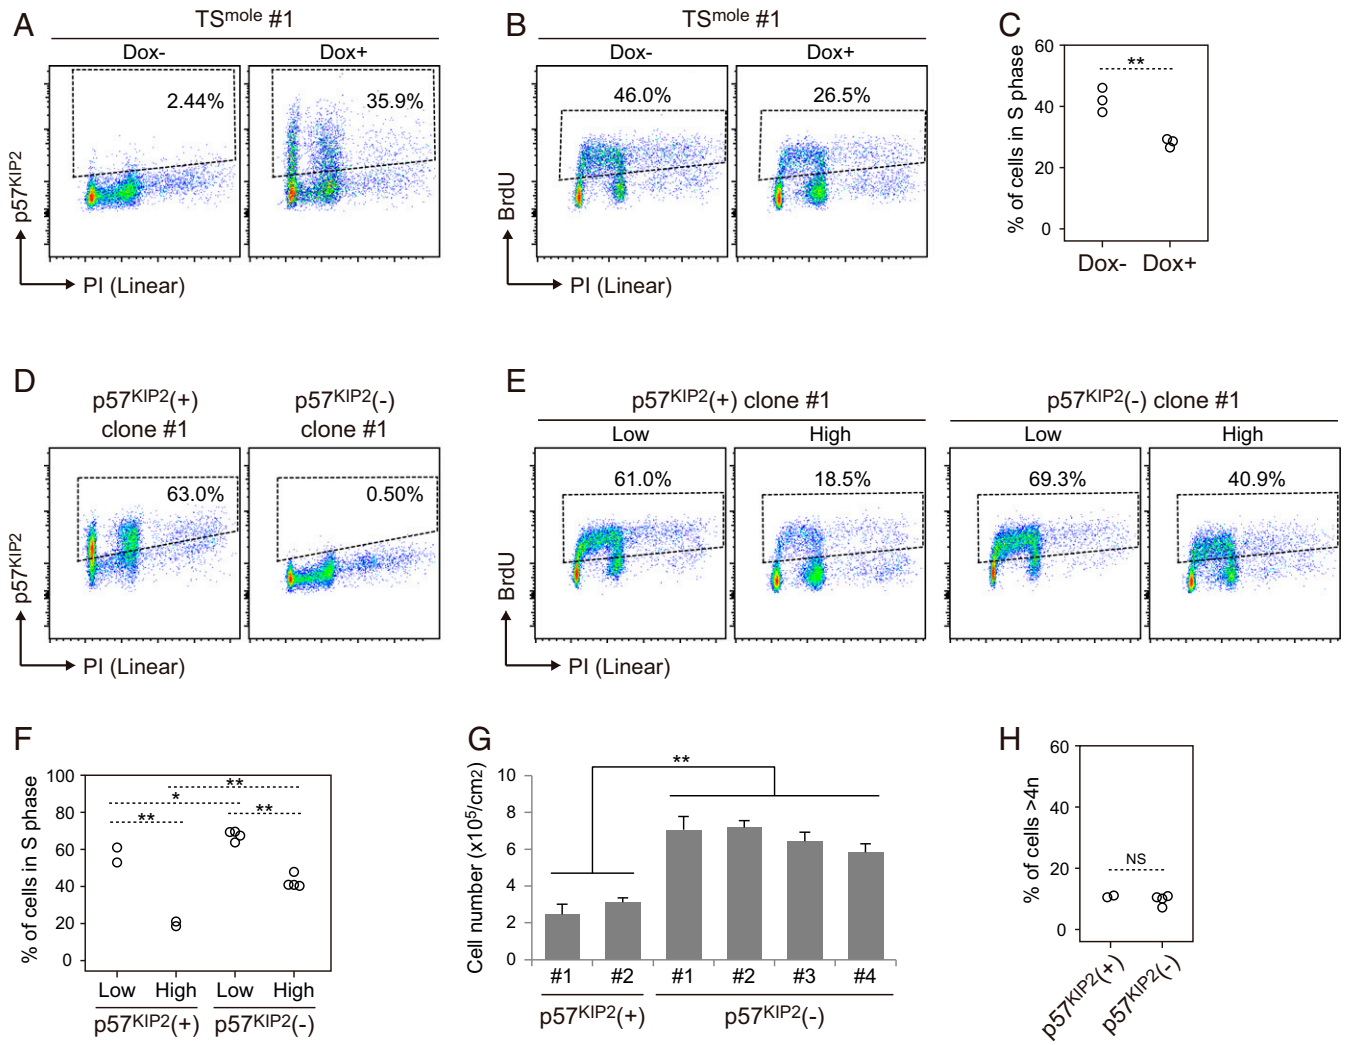 A
TSmole #1
Dox-
Dox+
2.44%
35.9%
p57KIP2
PI (Linear)
B
TSmole #1
Dox-
Dox+
46.0%
26.5%
BrdU
PI (Linear)
C
60
40
20
0
% of cells in S phase
**
Dox- Dox+
D
p57KIP2(+)
clone #1
p57KIP2(-)
clone #1
63.0%
0.50%
p57KIP2
PI (Linear)
E
p57KIP2(+) clone #1
p57KIP2(-) clone #1
Low
High
Low
High
61.0%
18.5%
69.3%
40.9%
BrdU
PI (Linear)
F
100
80
60
40
20
0
% of cells in S phase
**
*
**
**
Low High Low High
p57KIP2(+) p57KIP2(-)
G
10
8
6
4
2
0
Cell number (x105/cm2)
**
#1 #2 #1 #2 #3 #4
p57KIP2(+) p57KIP2(-)
H
60
40
20
0
% of cells >4n
NS
p57KIP2(+)
p57KIP2(-)